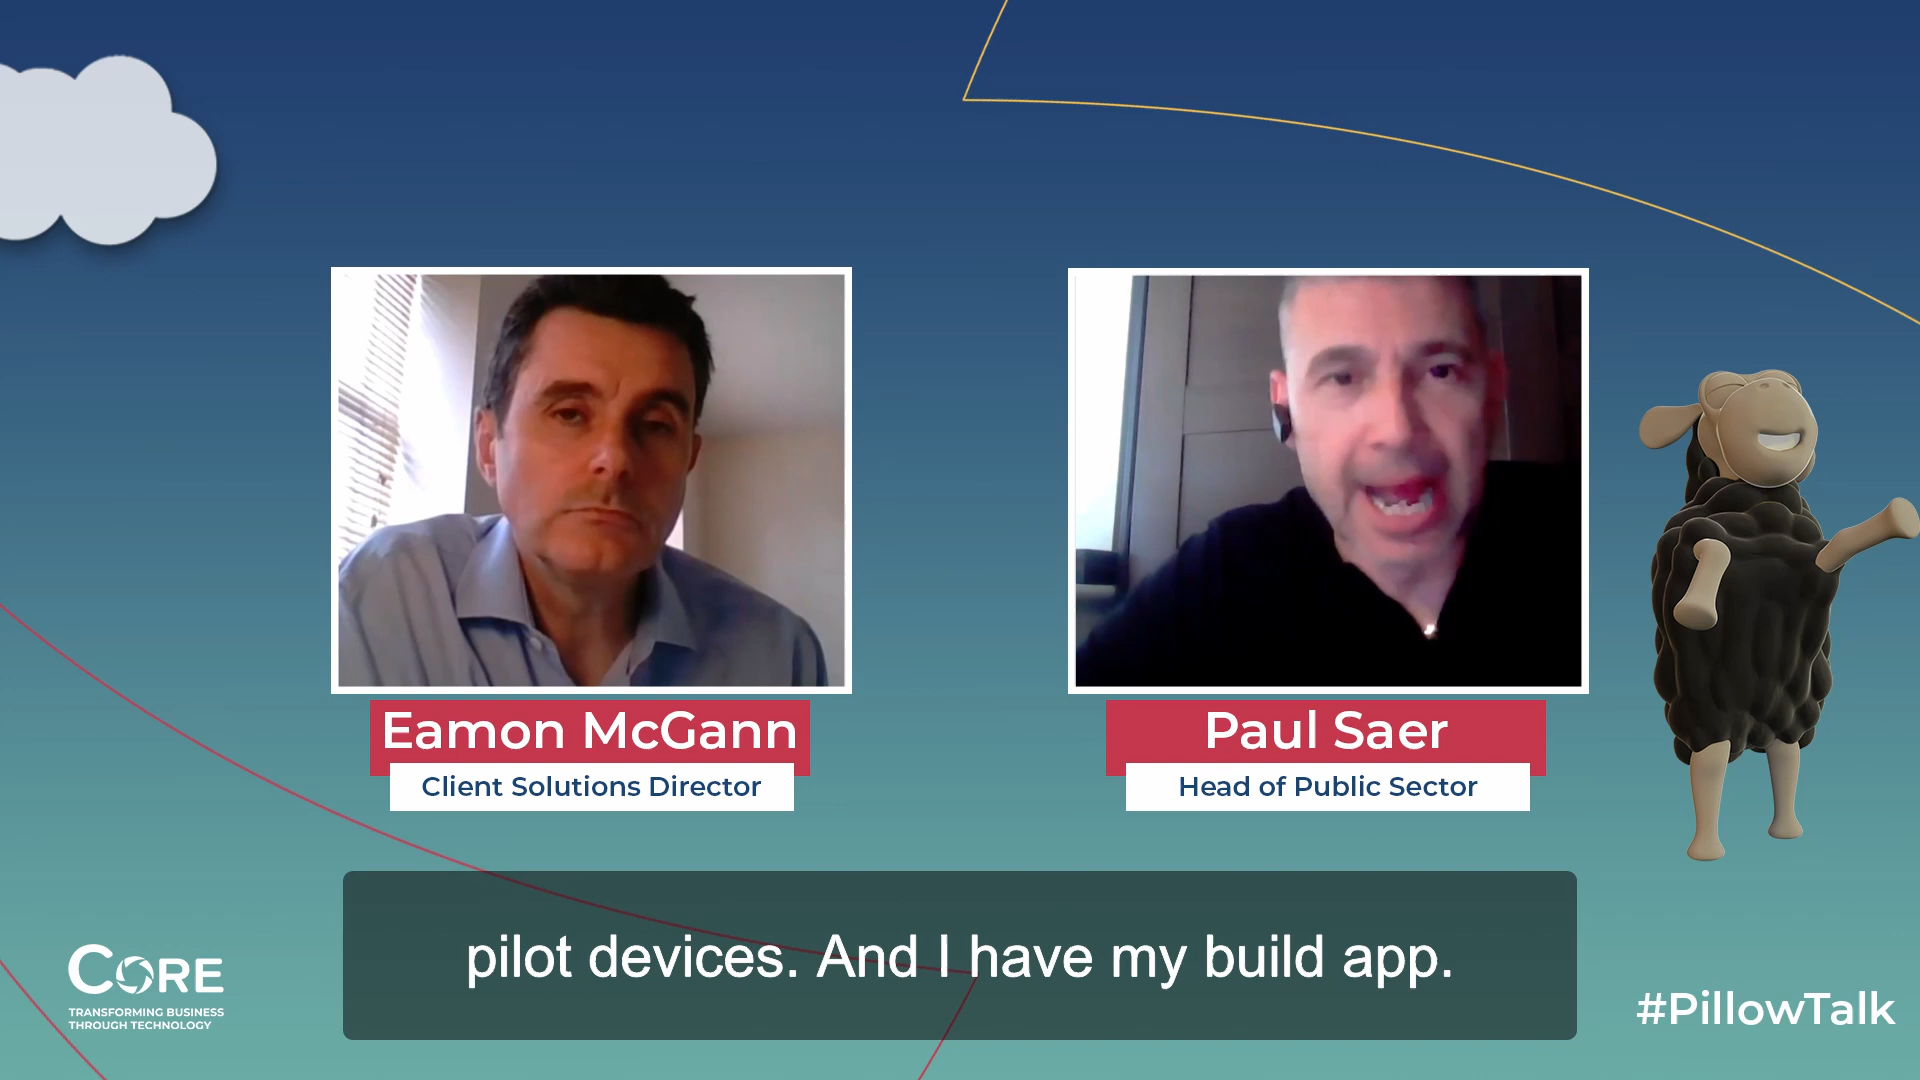 Eamon McGann
Client Solutions Director
Paul Saer
Head of Public Sector
pilot devices. And I have my build app.
CORE
TRANSFORMING BUSINESS
THROUGH TECHNOLOGY
#PillowTalk